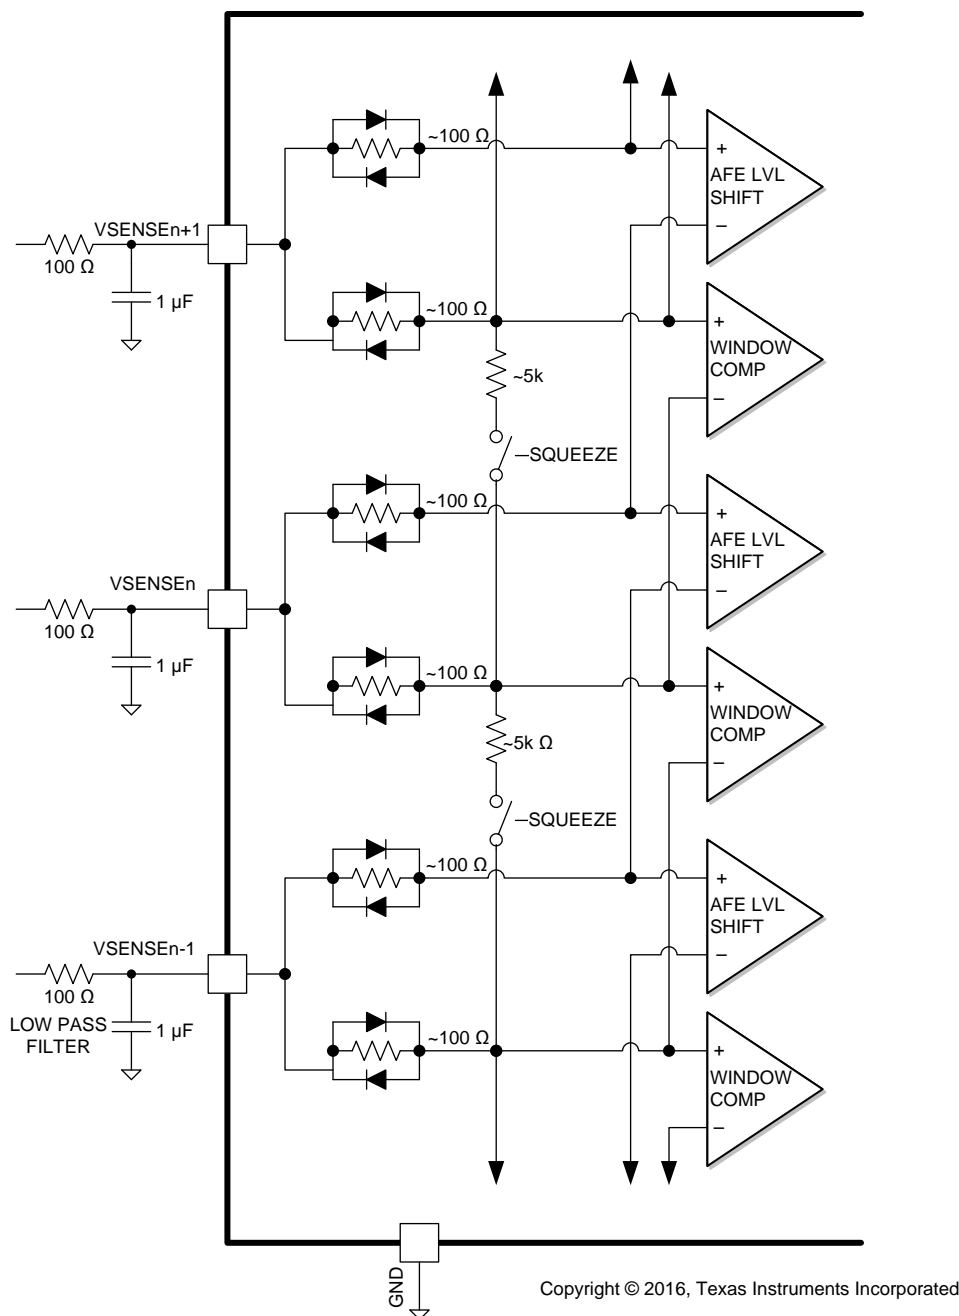 ~100 Ω
+
AFE LVL
SHIFT
−
VSENSEn+1
100 Ω
1 µF
~100 Ω
+
WINDOW
COMP
−
~5k
SQUEEZE
~100 Ω
+
AFE LVL
SHIFT
−
VSENSEn
100 Ω
1 µF
~100 Ω
+
WINDOW
COMP
−
~5k Ω
SQUEEZE
~100 Ω
+
AFE LVL
SHIFT
−
VSENSEn-1
100 Ω
LOW PASS
FILTER
1 µF
~100 Ω
+
WINDOW
COMP
−
GND
Copyright © 2016, Texas Instruments Incorporated